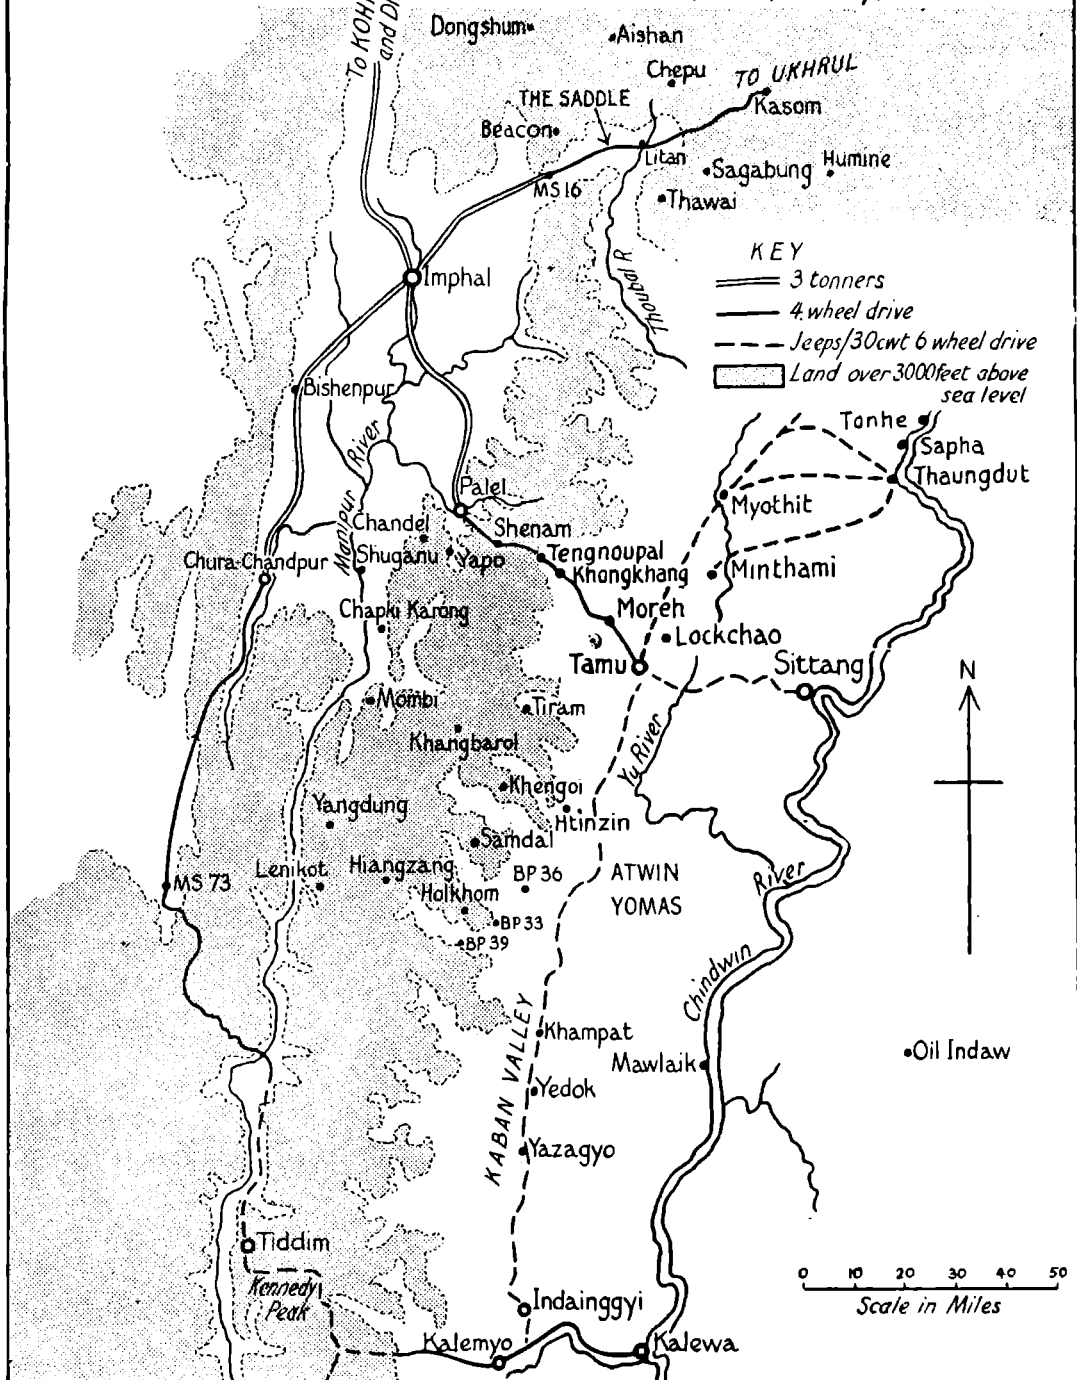 To KOHI
and Di
Dongshum
Aishan
Chepu
TO UKHRUL
THE SADDLE
Kasom
Beacon
Litan
Sagabung
Humine
MS16
Thawai
Thoubal R
Imphal
KEY
3 tonners
4 wheel drive
Jeeps/30cwt 6 wheel drive
Land over 3000feet above
sea level
Bishenpur
Tonhe
Sapha
Thaungdut
Manipur River
Palel
Myothit
Chandel
Shenam
Shuganu
Yapo
Tengnoupal
Chura-Chandpur
Khongkhang
Minthami
Chapki Karong
Moreh
Lockchao
Tamu
Sittang
N
Mombi
Tiram
Khangbarol
Yu River
Khengoi
Yangdung
Htinzin
Samdal
Lenikot
Hiangzang
BP 36
ATWIN
YOMAS
MS 73
Holkhom
BP 33
BP 39
Chindwin River
KABAN VALLEY
Khampat
Mawlaik
Oil Indaw
Yedok
Yazagyo
Tiddim
Kennedy
Peak
Indainggyi
0 10 20 30 40 50
Scale in Miles
Kalemyo
Kalewa